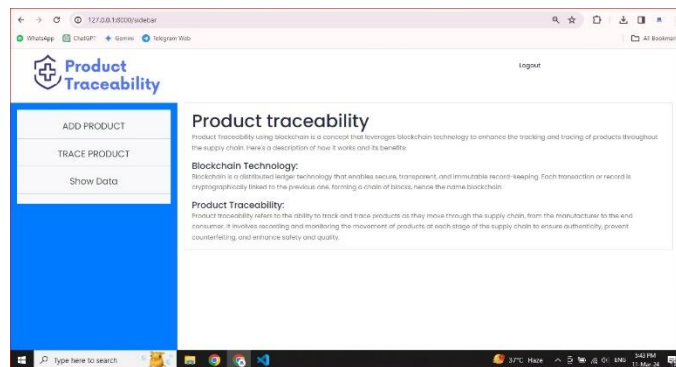 127.0.0.1:8000/sidebar
WhatsApp ChatGPT Gemini Telegram Web All Bookmar
Product
Traceability
Logout
ADD PRODUCT
TRACE PRODUCT
Show Data
Product traceability
Product Traceability using blockchain is a concept that leverages blockchain technology to enhance the tracking and tracing of products throughout
the supply chain. Here's a description of how it works and its benefits:
Blockchain Technology:
Blockchain is a distributed ledger technology that enables secure, transparent, and immutable record-keeping. Each transaction or record is
cryptographically linked to the previous one, forming a chain of blocks, hence the name blockchain.
Product Traceability:
Product traceability refers to the ability to track and trace products as they move through the supply chain, from the manufacturer to the end
consumer. It involves recording and monitoring the movement of products at each stage of the supply chain to ensure authenticity, prevent
counterfeiting, and enhance safety and quality.
Type here to search
37°C Haze
ENG
5:43 PM
11-Mar-24